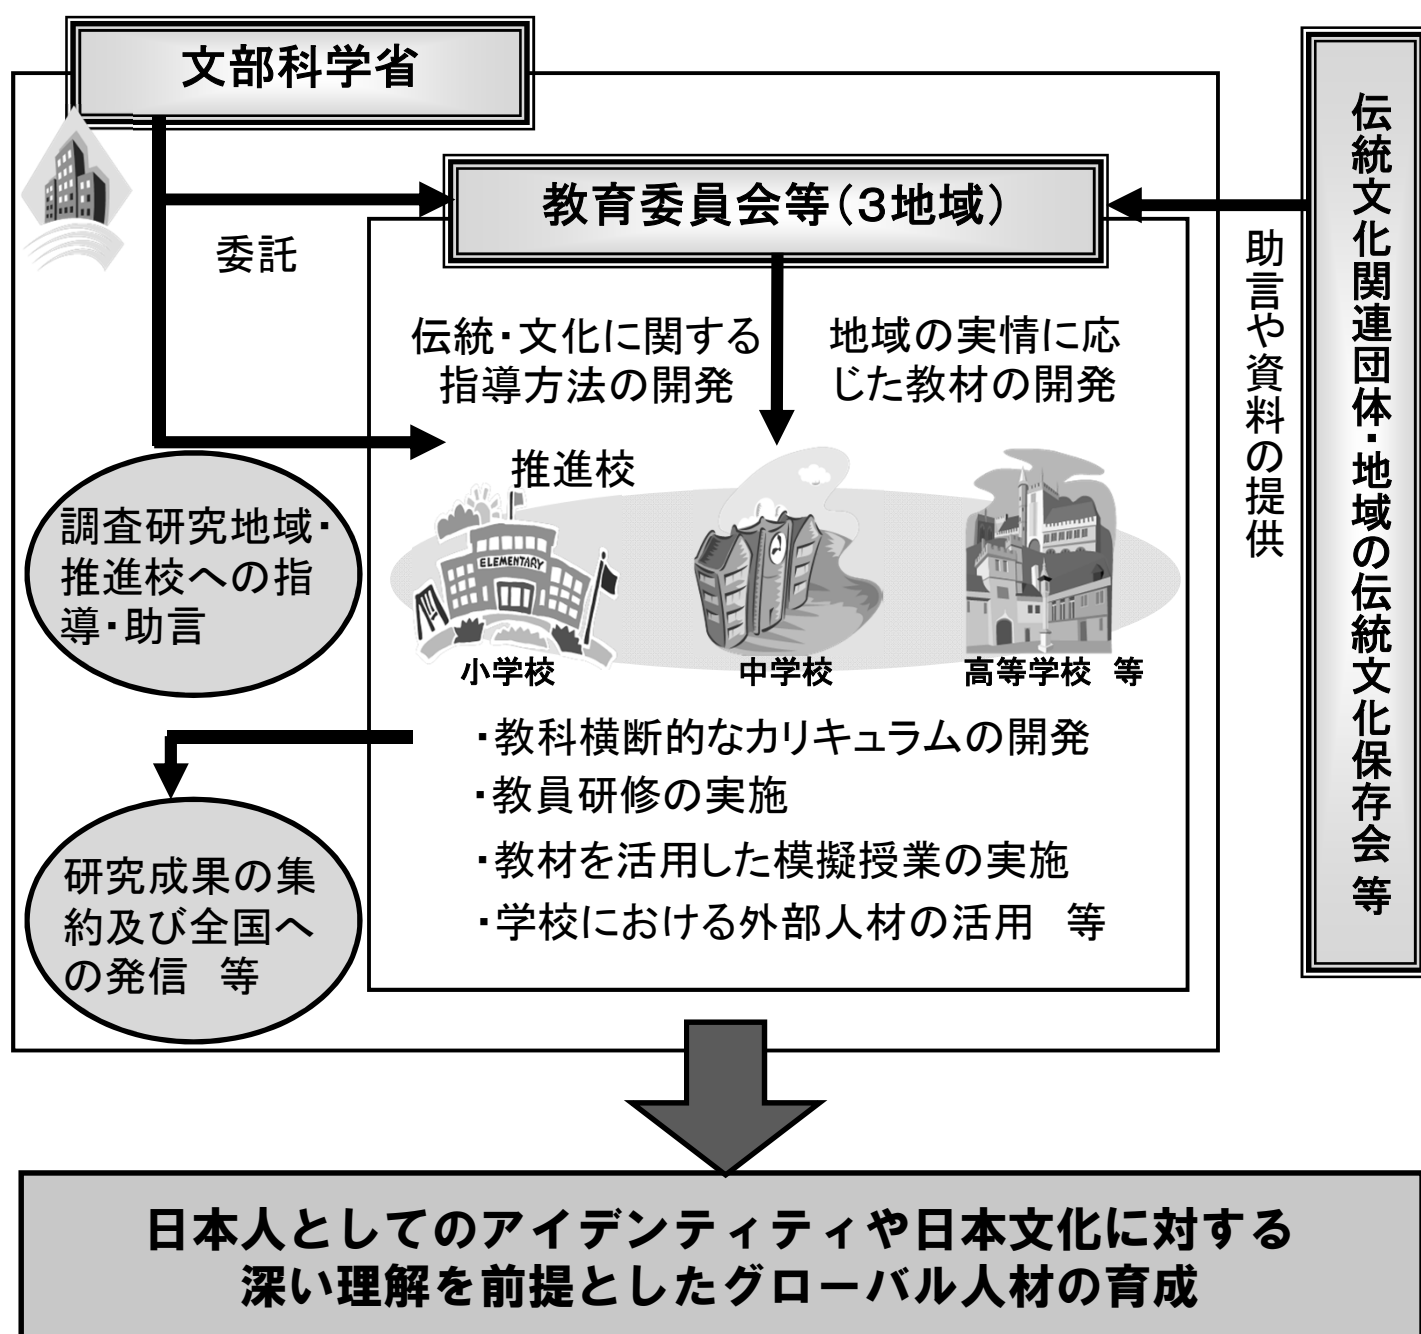 文部科学省
教育委員会等(3地域)
委託
伝統・文化に関する
指導方法の開発
地域の実情に応
じた教材の開発
推進校
ELEMENTARY
小学校
中学校
高等学校　等
調査研究地域・
推進校への指
導・助言
・教科横断的なカリキュラムの開発
・教員研修の実施
・教材を活用した模擬授業の実施
・学校における外部人材の活用　等
研究成果の集
約及び全国へ
の発信　等
助言や資料の提供
伝統文化関連団体・地域の伝統文化保存会 等
日本人としてのアイデンティティや日本文化に対する
深い理解を前提としたグローバル人材の育成